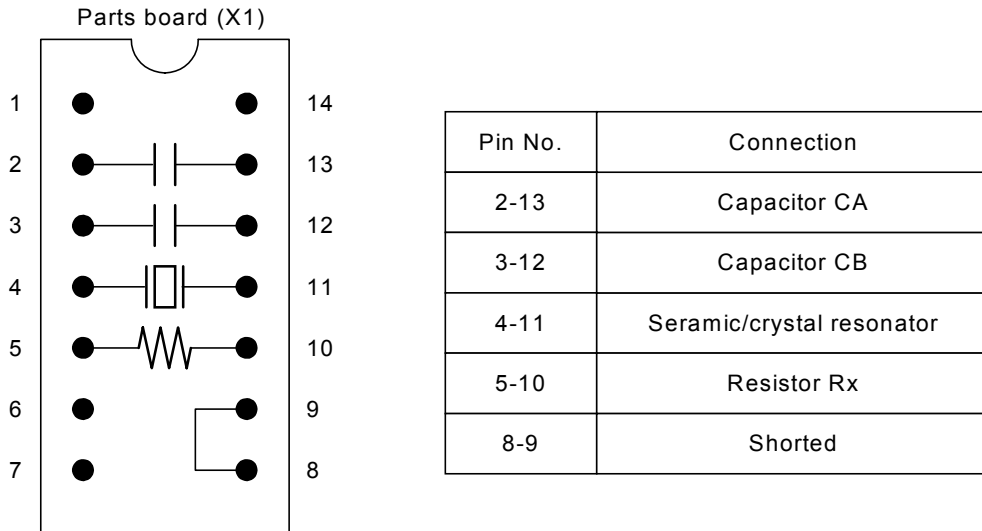 Parts board (X1)
1 14
2 13
3 12
4 11
5 10
6 9
7 8
Pin No. Connection
2-13 Capacitor CA
3-12 Capacitor CB
4-11 Seramic/crystal resonator
5-10 Resistor Rx
8-9 Shorted